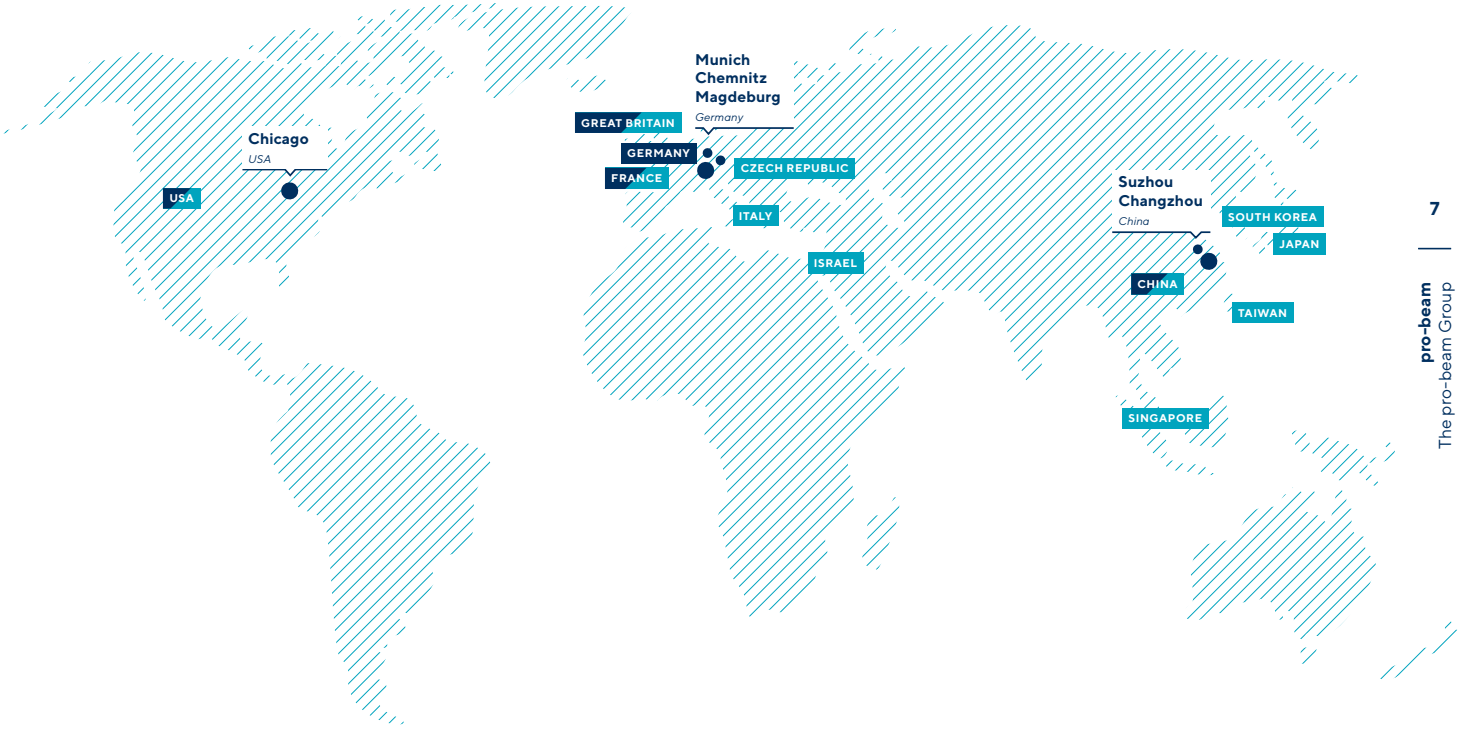 Munich
Chemnitz
Magdeburg
Germany
GREAT BRITAIN
Chicago
USA
GERMANY
CZECH REPUBLIC
FRANCE
USA
ITALY
ISRAEL
Suzhou
Changzhou
China
SOUTH KOREA
JAPAN
CHINA
TAIWAN
SINGAPORE
7
pro-beam
The pro-beam Group